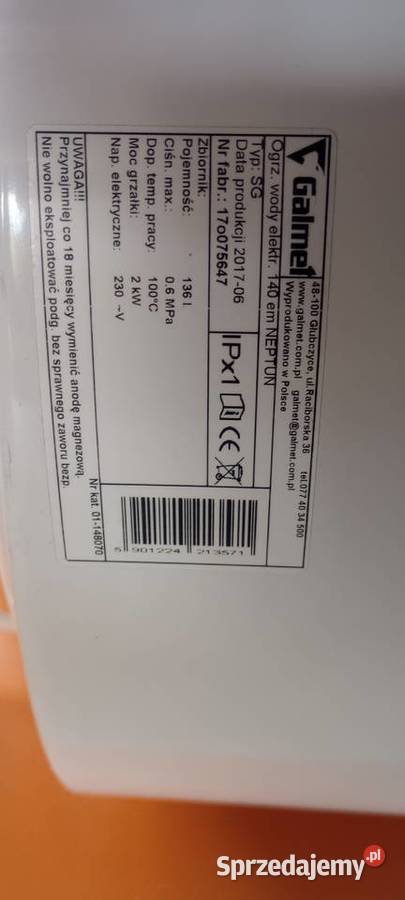 Galmet
48-100 Głubczyce, ul. Raciborska 36 tel.077 40 34 500
www.galmet.com.pl galmet@galmet.com.pl
Wyprodukowano w Polsce
Ogrz. wody elektr. 140 em NEPTUN
Typ: SG
Data produkcji 2017-06
Nr fabr.: 17o075647
IPx1 CE
Zbiornik:
Pojemność: 136 l
Ciśn. max.: 0.6 MPa
Dop. temp. pracy: 100°C
Moc grzałki: 2 kW
Nap. elektryczne: 230 ~V
5 901224 213571
Nr kat. 01-148070
UWAGA!!!
Przynajmniej co 18 miesięcy wymienić anodę magnezową.
Nie wolno eksploatować podg. bez sprawnego zaworu bezp.
Sprzedajemy.pl